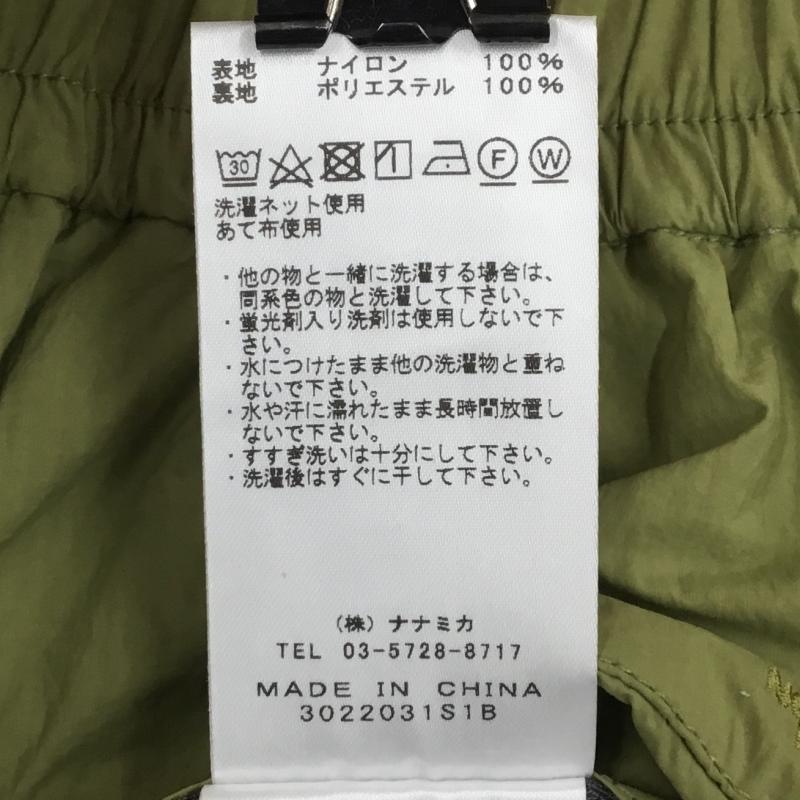 表地 ナイロン 100%
裏地 ポリエステル 100%
30 F W
洗濯ネット使用
あて布使用
・他の物と一緒に洗濯する場合は、
同系色の物と洗濯して下さい。
・蛍光剤入り洗剤は使用しないで下
さい。
・水につけたまま他の洗濯物と重ね
ないで下さい。
・水や汗に濡れたまま長時間放置し
ないで下さい。
・すすぎ洗いは十分にして下さい。
・洗濯後はすぐに干して下さい。
(株) ナナミカ
TEL 03-5728-8717
MADE IN CHINA
3022031S1B